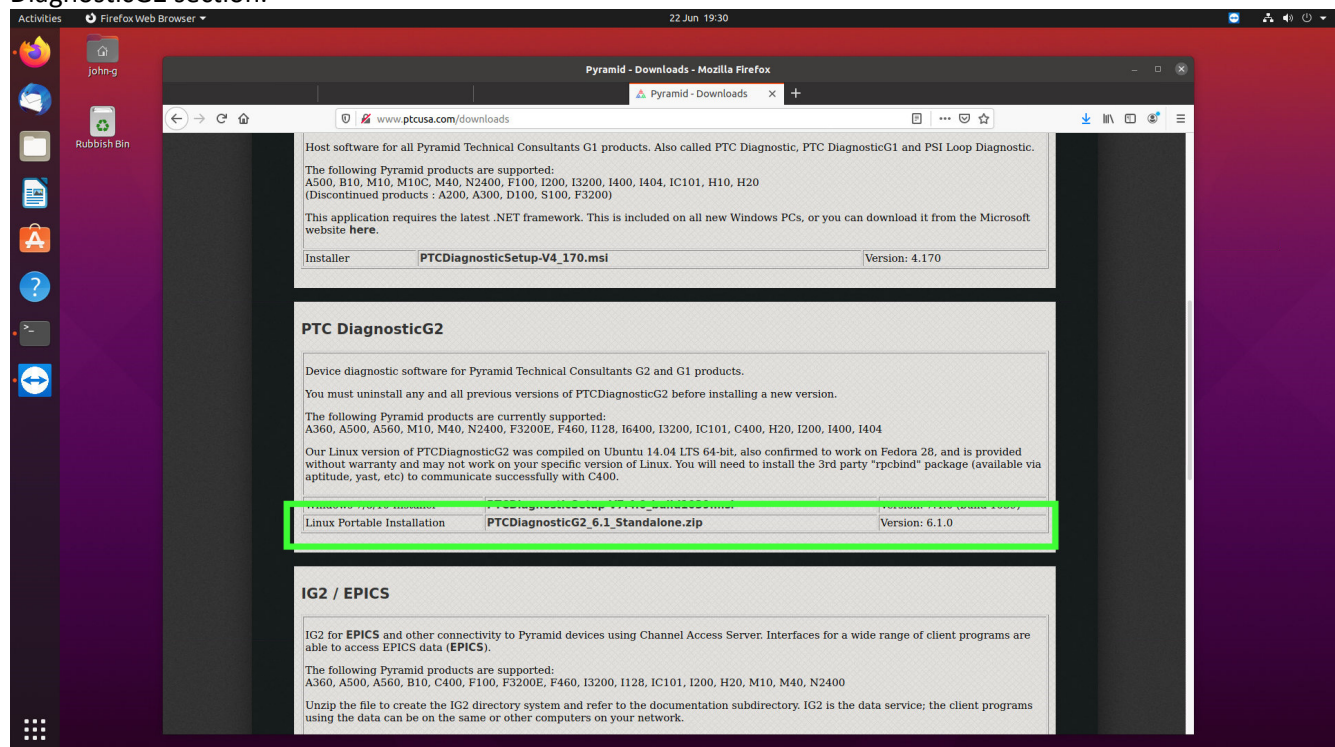 Activities
Firefox Web Browser
22 Jun 19:30
john-g
Rubbish Bin
Pyramid - Downloads - Mozilla Firefox
Pyramid - Downloads
www.ptcusa.com/downloads
Host software for all Pyramid Technical Consultants G1 products. Also called PTC Diagnostic, PTC DiagnosticG1 and PSI Loop Diagnostic.
The following Pyramid products are supported:
A500, B10, M10, M10C, M40, N2400, F100, I200, I3200, I400, I404, IC101, H10, H20
(Discontinued products : A200, A300, D100, S100, F3200)
This application requires the latest .NET framework. This is included on all new Windows PCs, or you can download it from the Microsoft
website here.
Installer PTCDiagnosticSetup-V4_170.msi Version: 4.170
PTC DiagnosticG2
Device diagnostic software for Pyramid Technical Consultants G2 and G1 products.
You must uninstall any and all previous versions of PTCDiagnosticG2 before installing a new version.
The following Pyramid products are currently supported:
A360, A500, A560, M10, M40, N2400, F3200E, F460, I128, I6400, I3200, IC101, C400, H20, I200, I400, I404
Our Linux version of PTCDiagnosticG2 was compiled on Ubuntu 14.04 LTS 64-bit, also confirmed to work on Fedora 28, and is provided
without warranty and may not work on your specific version of Linux. You will need to install the 3rd party "rpcbind" package (available via
aptitude, yast, etc) to communicate successfully with C400.
Linux Portable Installation PTCDiagnosticG2_6.1_Standalone.zip Version: 6.1.0
IG2 / EPICS
IG2 for EPICS and other connectivity to Pyramid devices using Channel Access Server. Interfaces for a wide range of client programs are
able to access EPICS data (EPICS).
The following Pyramid products are supported:
A360, A500, A560, B10, C400, F100, F3200E, F460, I3200, I128, IC101, I200, H20, M10, M40, N2400
Unzip the file to create the IG2 directory system and refer to the documentation subdirectory. IG2 is the data service; the client programs
using the data can be on the same or other computers on your network.